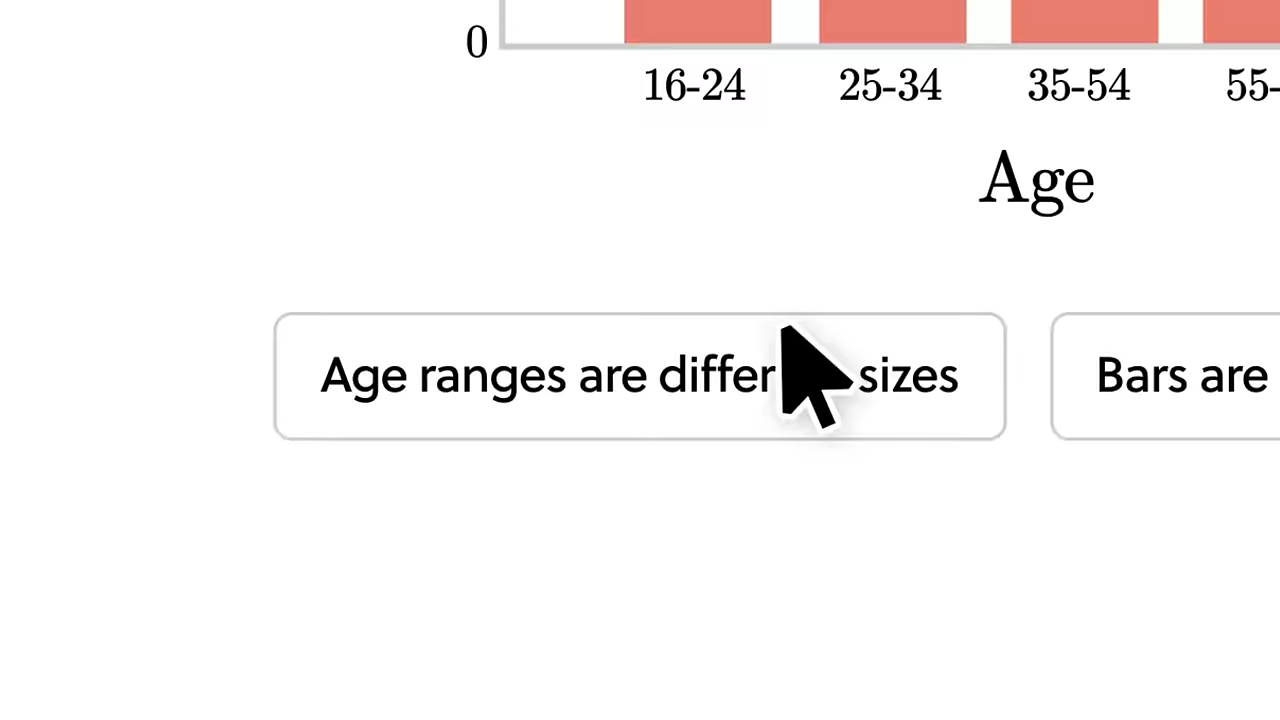 0
16-24 25-34 35-54 55-
Age
Age ranges are differ sizes
Bars are